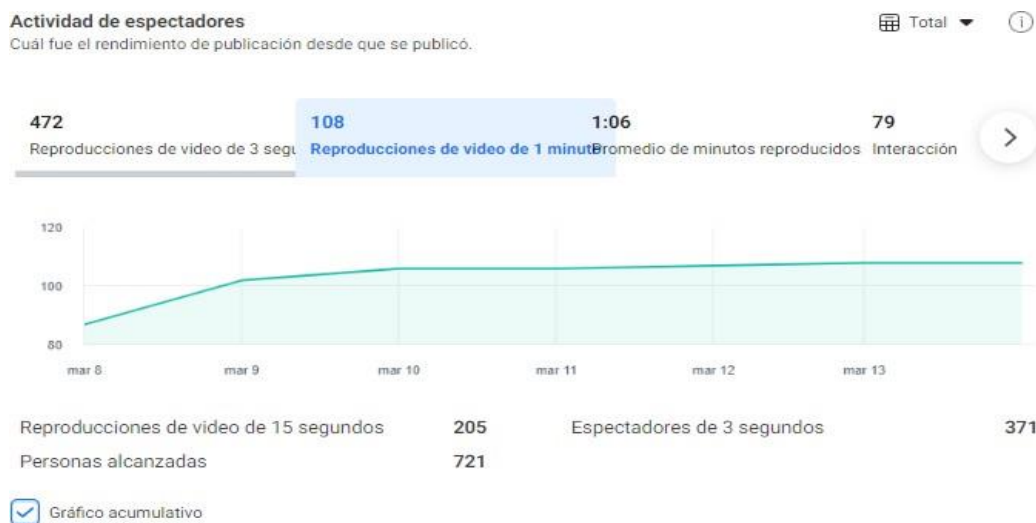 Actividad de espectadores
Total
Cuál fue el rendimiento de publicación desde que se publicó.
472
108
1:06
79
Reproducciones de video de 3 segu
Reproducciones de video de 1 minuto
Promedio de minutos reproducidos
Interacción
120
100
80
mar 8
mar 9
mar 10
mar 11
mar 12
mar 13
Reproducciones de video de 15 segundos 205
Espectadores de 3 segundos 371
Personas alcanzadas 721
Gráfico acumulativo